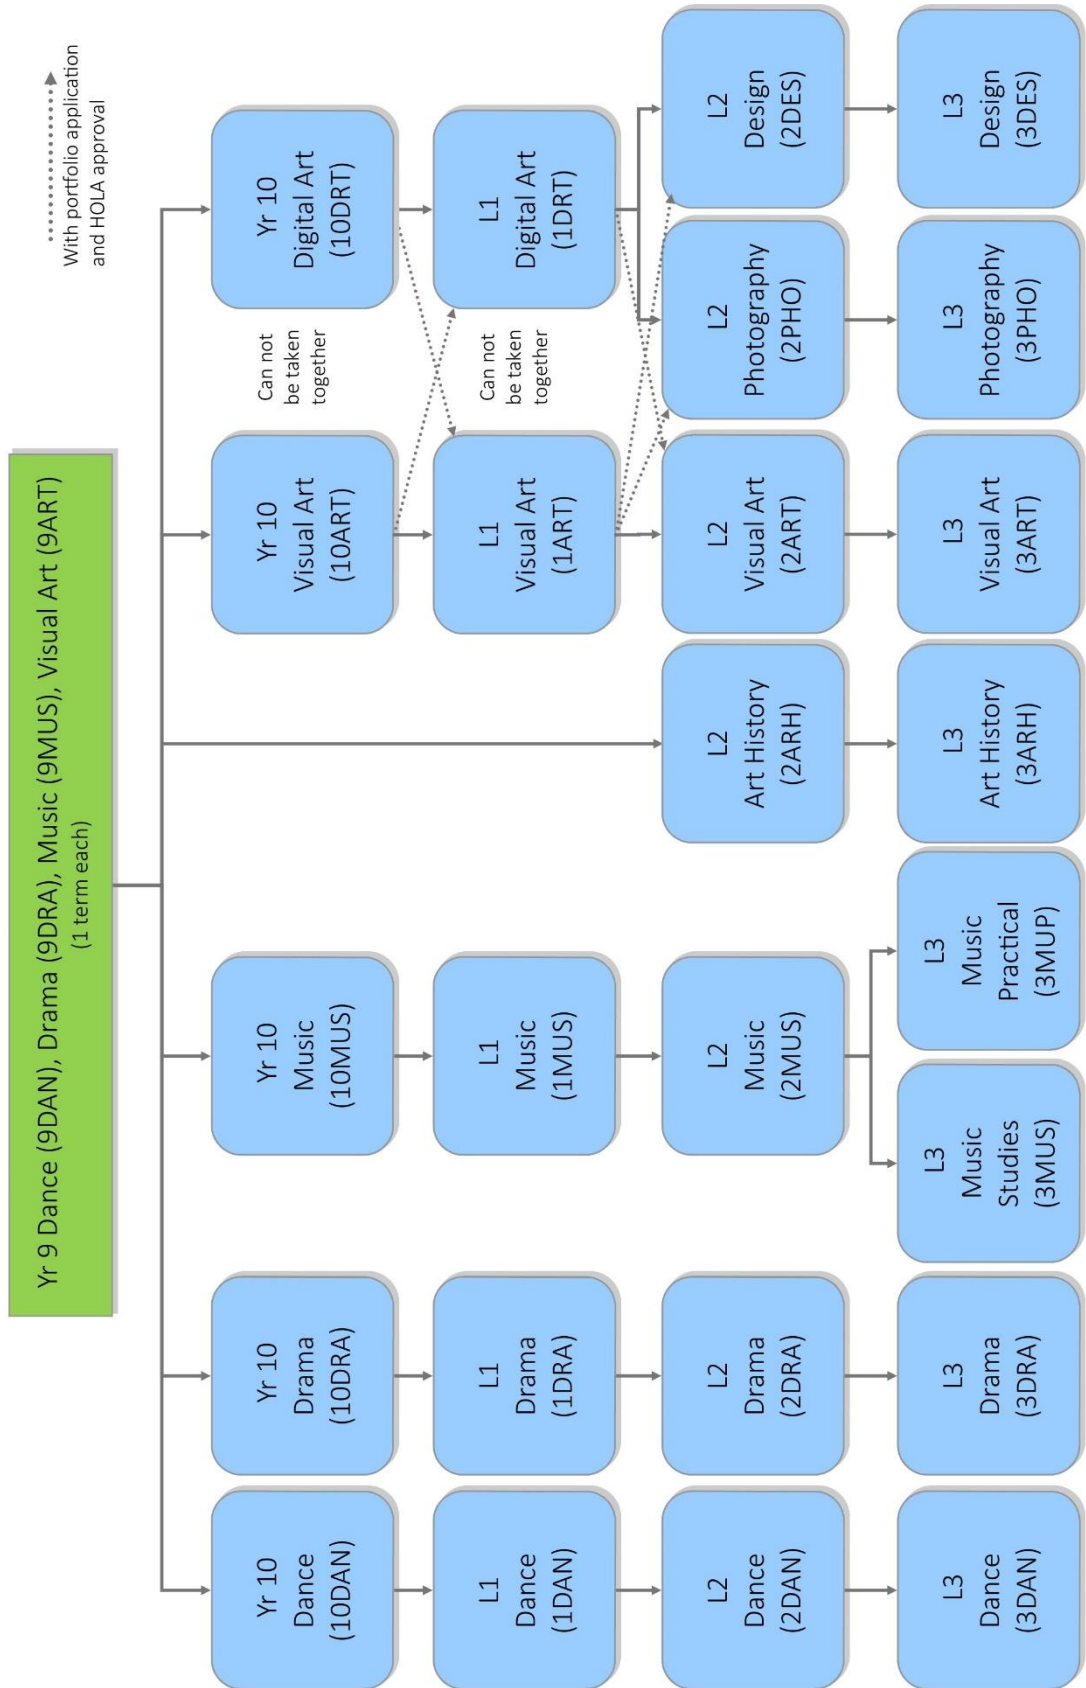 Yr 9 Dance (9DAN), Drama (9DRA), Music (9MUS), Visual Art (9ART)
(1 term each)
With portfolio application
and HOLA approval
Yr 10
Dance
(10DAN)
Yr 10
Drama
(10DRA)
Yr 10
Music
(10MUS)
Yr 10
Visual Art
(10ART)
Can not
be taken
together
Yr 10
Digital Art
(10DRT)
L1
Dance
(1DAN)
L1
Drama
(1DRA)
L1
Music
(1MUS)
L1
Visual Art
(1ART)
Can not
be taken
together
L1
Digital Art
(1DRT)
L2
Dance
(2DAN)
L2
Drama
(2DRA)
L2
Music
(2MUS)
L2
Art History
(2ARH)
L2
Visual Art
(2ART)
L2
Photography
(2PHO)
L2
Design
(2DES)
L3
Dance
(3DAN)
L3
Drama
(3DRA)
L3
Music
Studies
(3MUS)
L3
Music
Practical
(3MUP)
L3
Art History
(3ARH)
L3
Visual Art
(3ART)
L3
Photography
(3PHO)
L3
Design
(3DES)